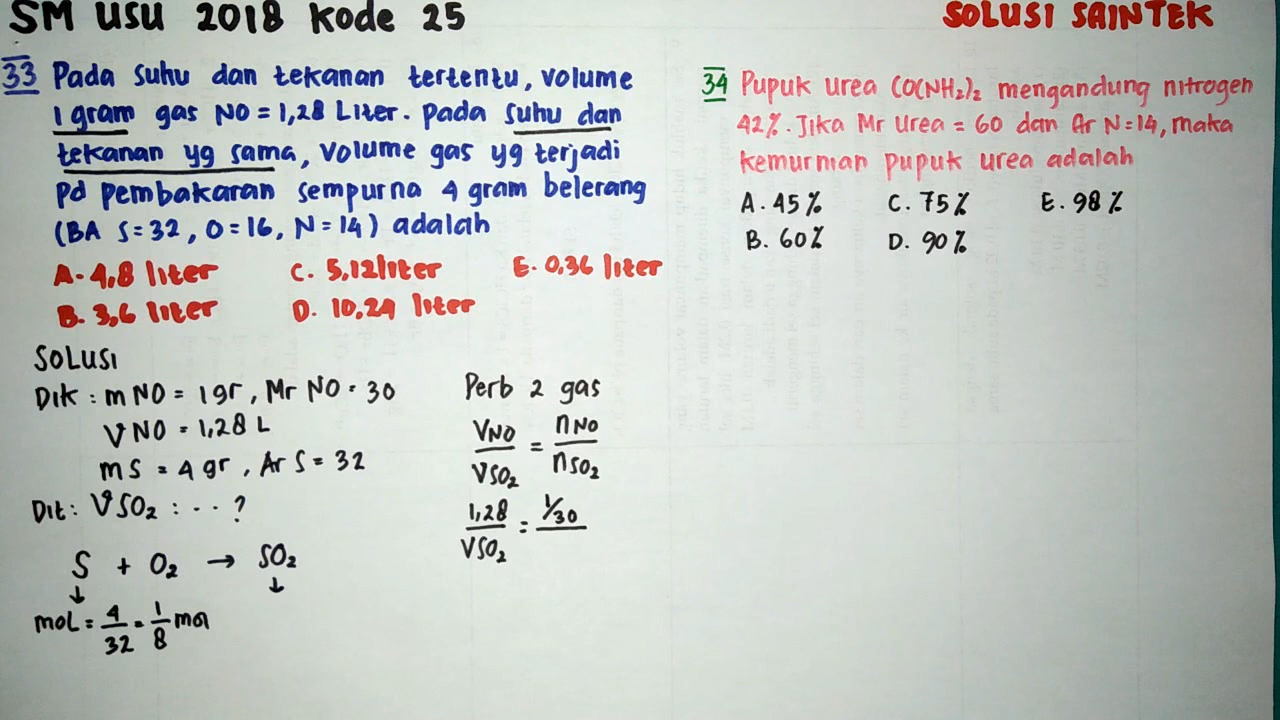 SM USU 2018 Kode 25
SOLUSI SAINTEK
33 Pada suhu dan tekanan tertentu, volume
1 gram gas NO = 1,28 Liter. Pada suhu dan
tekanan yg sama, volume gas yg terjadi
pd pembakaran sempurna 4 gram belerang
(BA S = 32, O = 16, N = 14) adalah
A. 4,8 liter C. 5,12 liter E. 0,36 liter
B. 3,6 liter D. 10,24 liter
SOLUSI
Dik : m NO = 1 gr, Mr NO = 30
V NO = 1,28 L
m S = 4 gr, Ar S = 32
Dit : V SO₂ : . . . ?
S + O₂ → SO₂
↓ ↓
mol = 4/32 = 1/8 mol
Perb 2 gas
VNO/VSO₂ = nNO/nSO₂
1,28/VSO₂ = 1/30
34 Pupuk urea CO(NH₂)₂ mengandung nitrogen
42%. Jika Mr Urea = 60 dan Ar N = 14, maka
kemurnian pupuk urea adalah
A. 45% C. 75% E. 98%
B. 60% D. 90%